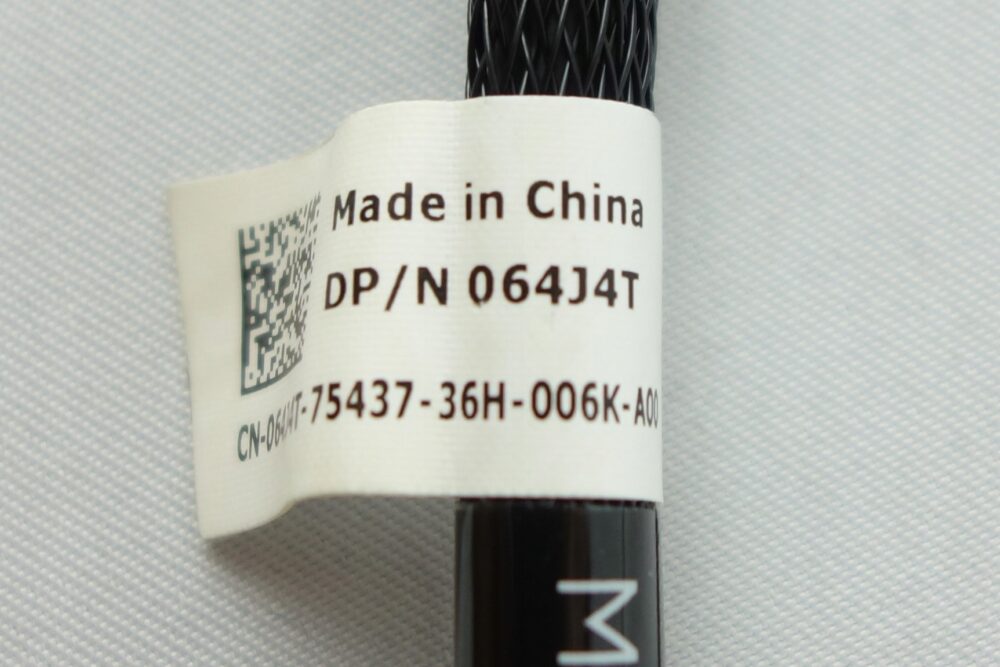 Made in China
DP/N 064J4T
CN-064J4T-75437-36H-006K-A00
M